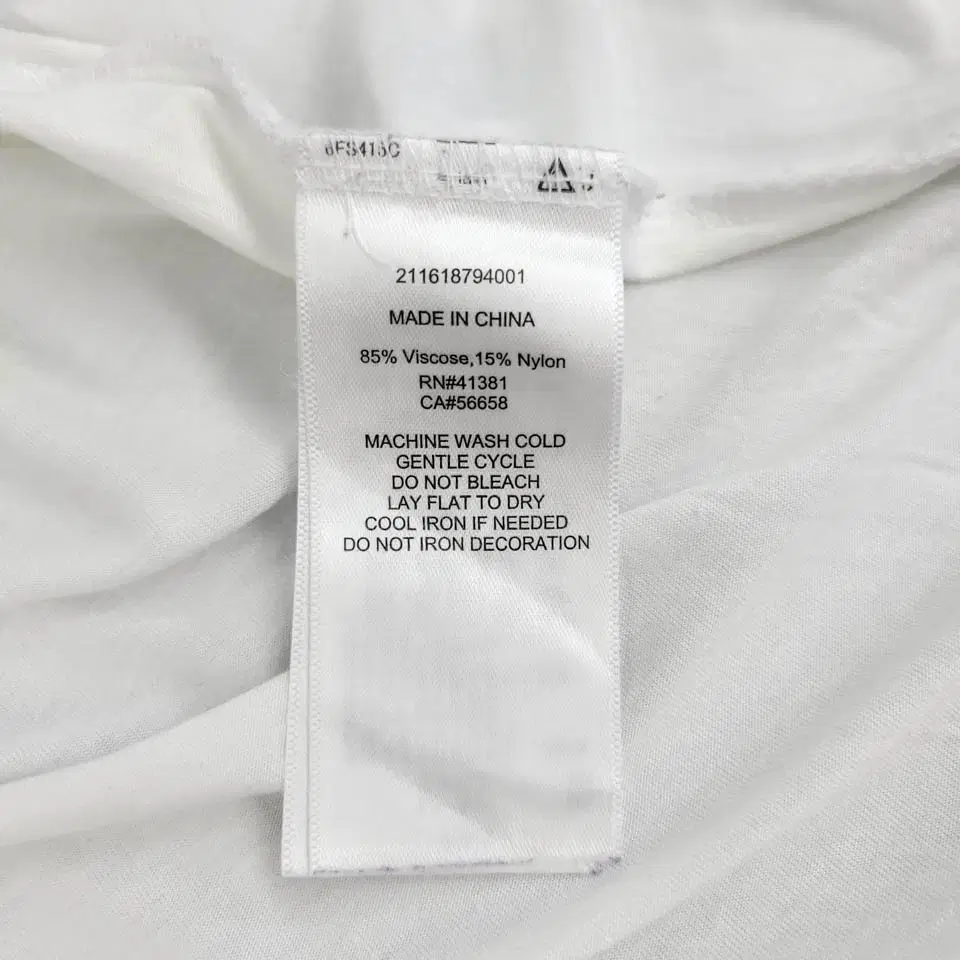 211618794001
MADE IN CHINA
85% Viscose,15% Nylon
RN#41381
CA#56658
MACHINE WASH COLD
GENTLE CYCLE
DO NOT BLEACH
LAY FLAT TO DRY
COOL IRON IF NEEDED
DO NOT IRON DECORATION